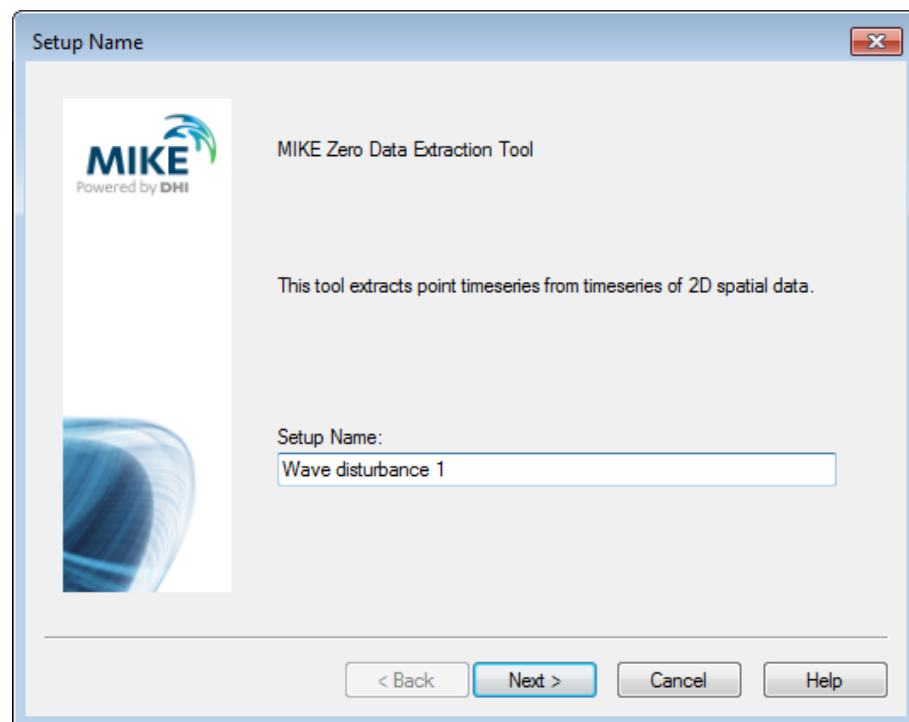 Setup Name
MIKE
Powered by DHI
MIKE Zero Data Extraction Tool
This tool extracts point timeseries from timeseries of 2D spatial data.
Setup Name:
Wave disturbance 1
< Back
Next >
Cancel
Help